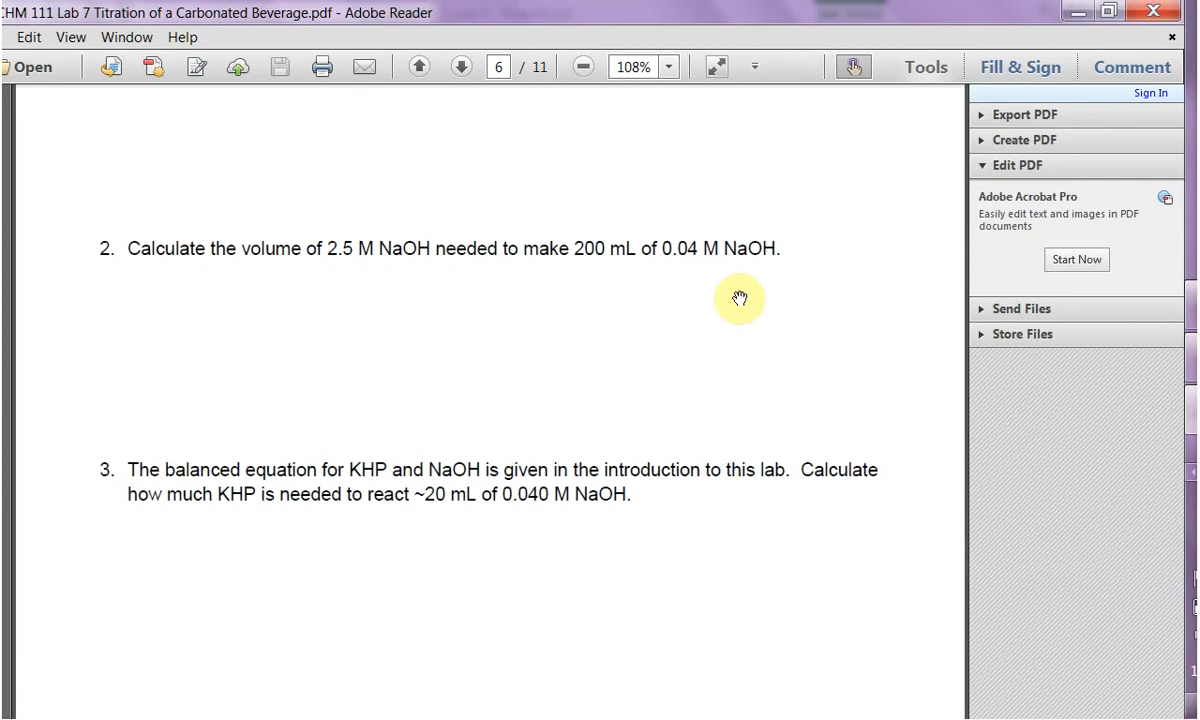 CHM 111 Lab 7 Titration of a Carbonated Beverage.pdf - Adobe Reader
Edit View Window Help
Open 6 / 11 108% Tools Fill & Sign Comment
Sign In
Export PDF
Create PDF
Edit PDF
Adobe Acrobat Pro
Easily edit text and images in PDF
documents
Start Now
Send Files
Store Files
2. Calculate the volume of 2.5 M NaOH needed to make 200 mL of 0.04 M NaOH.
3. The balanced equation for KHP and NaOH is given in the introduction to this lab. Calculate
how much KHP is needed to react ~20 mL of 0.040 M NaOH.